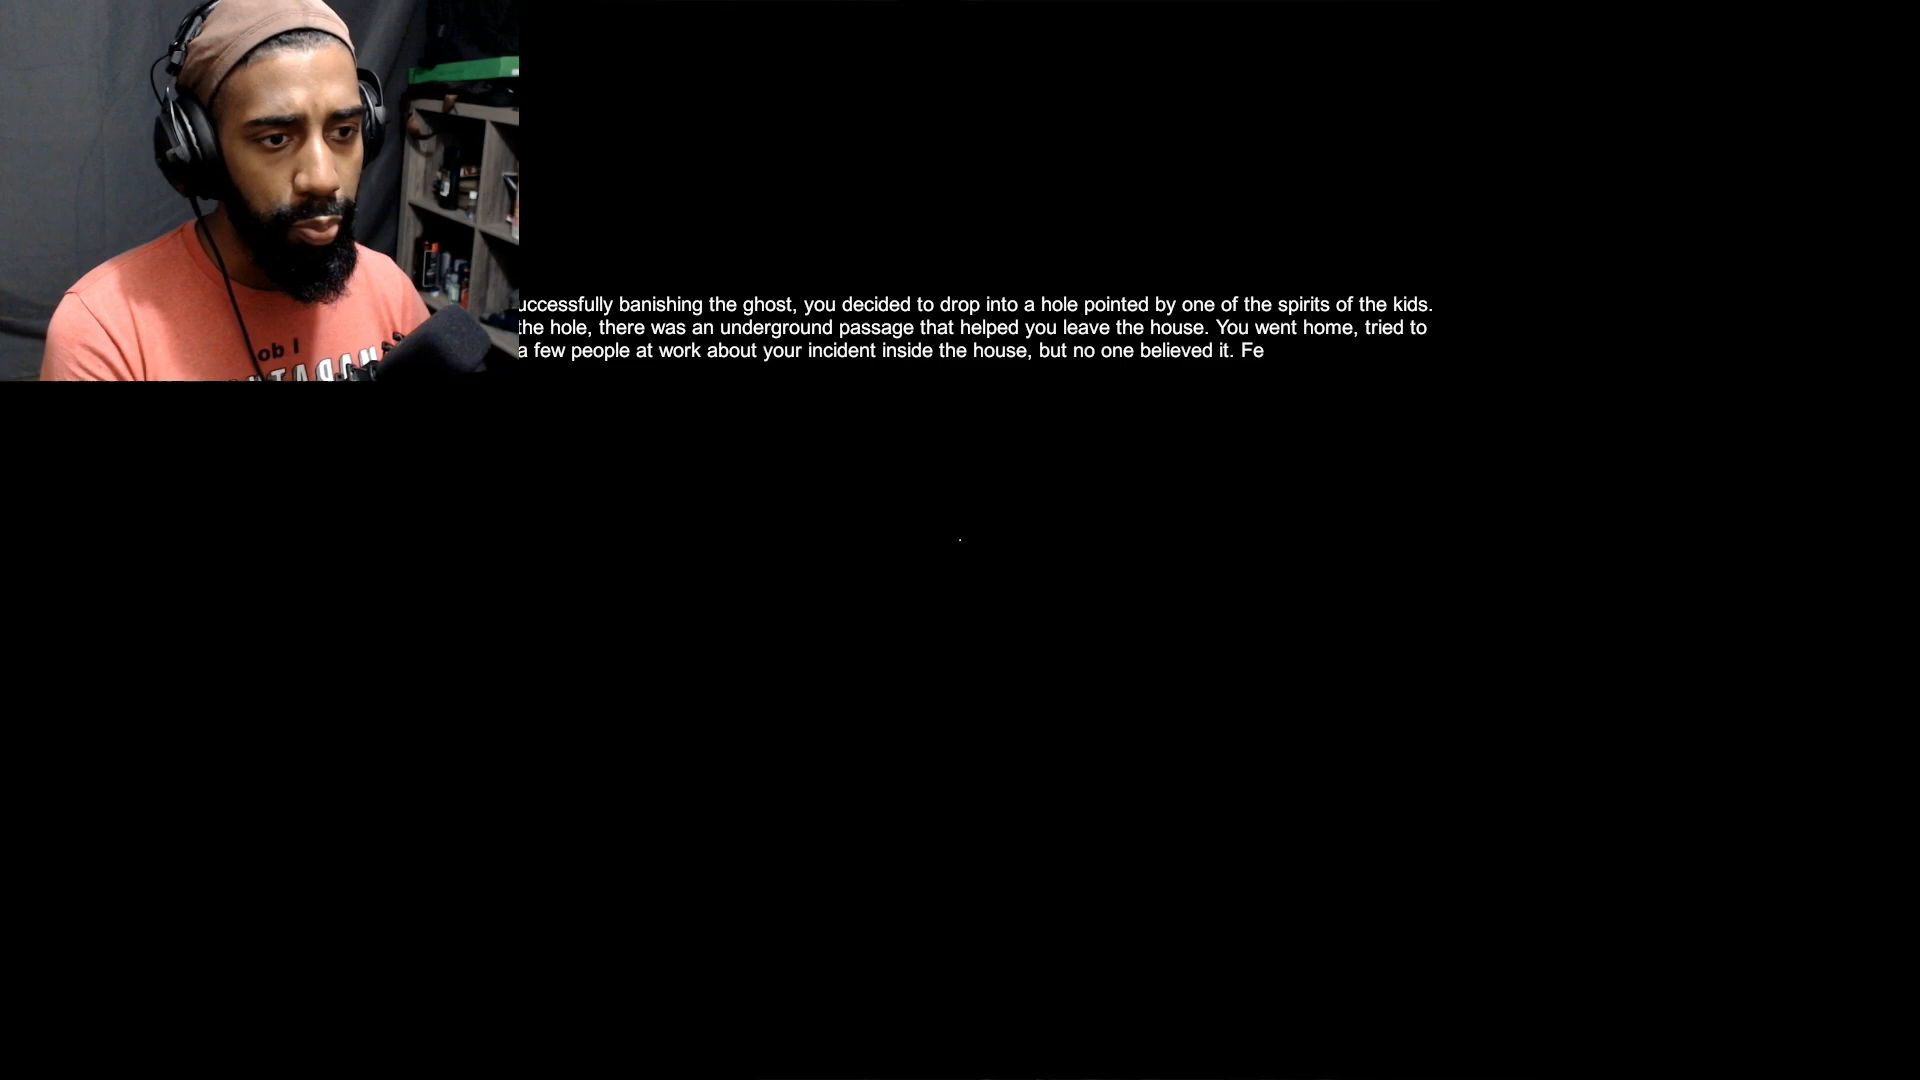 uccessfully banishing the ghost, you decided to drop into a hole pointed by one of the spirits of the kids.
the hole, there was an underground passage that helped you leave the house. You went home, tried to
a few people at work about your incident inside the house, but no one believed it. Fe
ob I